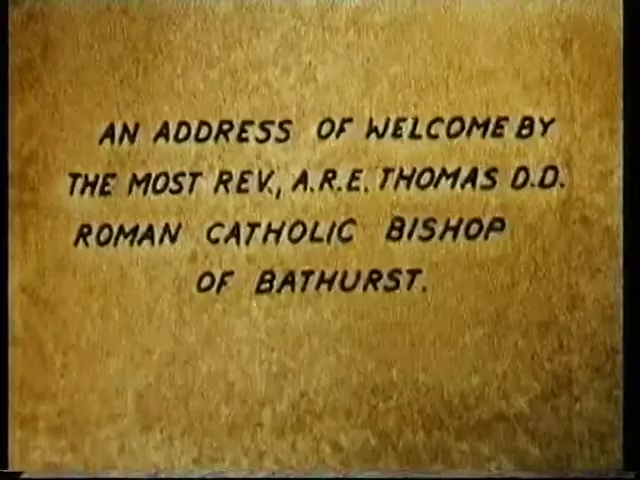 AN ADDRESS OF WELCOME BY
THE MOST REV., A.R.E. THOMAS D.D.
ROMAN CATHOLIC BISHOP
OF BATHURST.